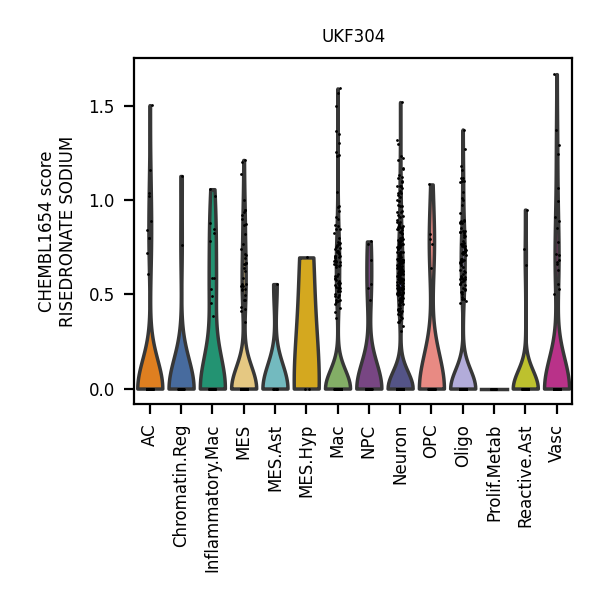 UKF304
CHEMBL1654 score
RISEDRONATE SODIUM
1.5
1.0
0.5
0.0
AC
Chromatin.Reg
Inflammatory.Mac
MES
MES.Ast
MES.Hyp
Mac
NPC
Neuron
OPC
Oligo
Prolif.Metab
Reactive.Ast
Vasc